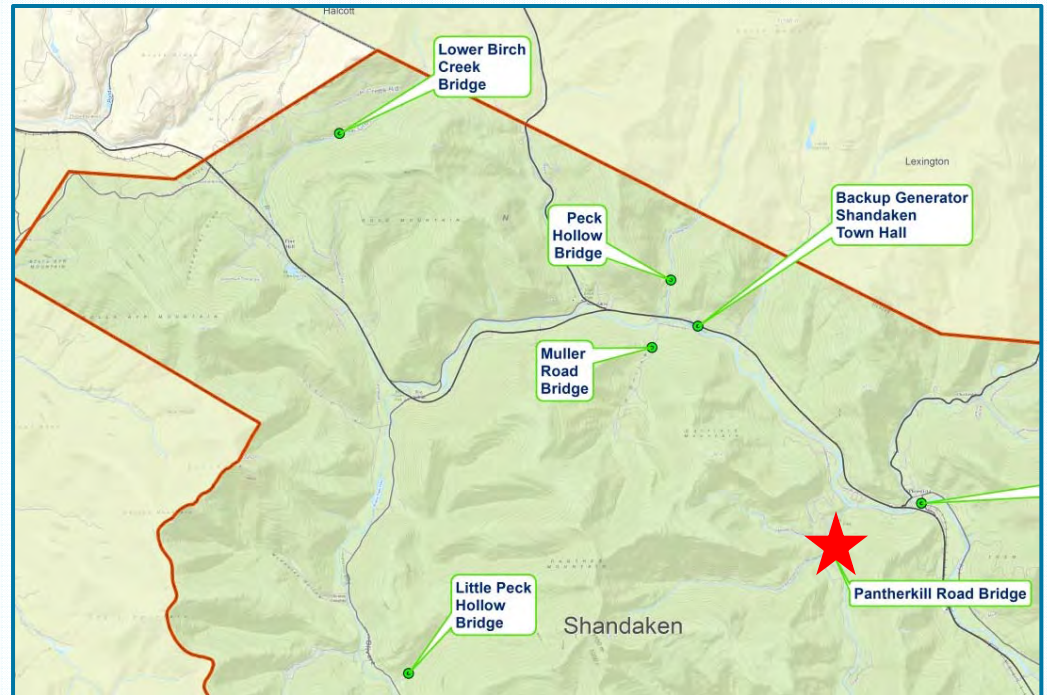 Halcott
Lower Birch
Creek
Bridge
Lexington
Backup Generator
Shandaken
Town Hall
Peck
Hollow
Bridge
Muller
Road
Bridge
Pantherkill Road Bridge
Little Peck
Hollow
Bridge
Shandaken